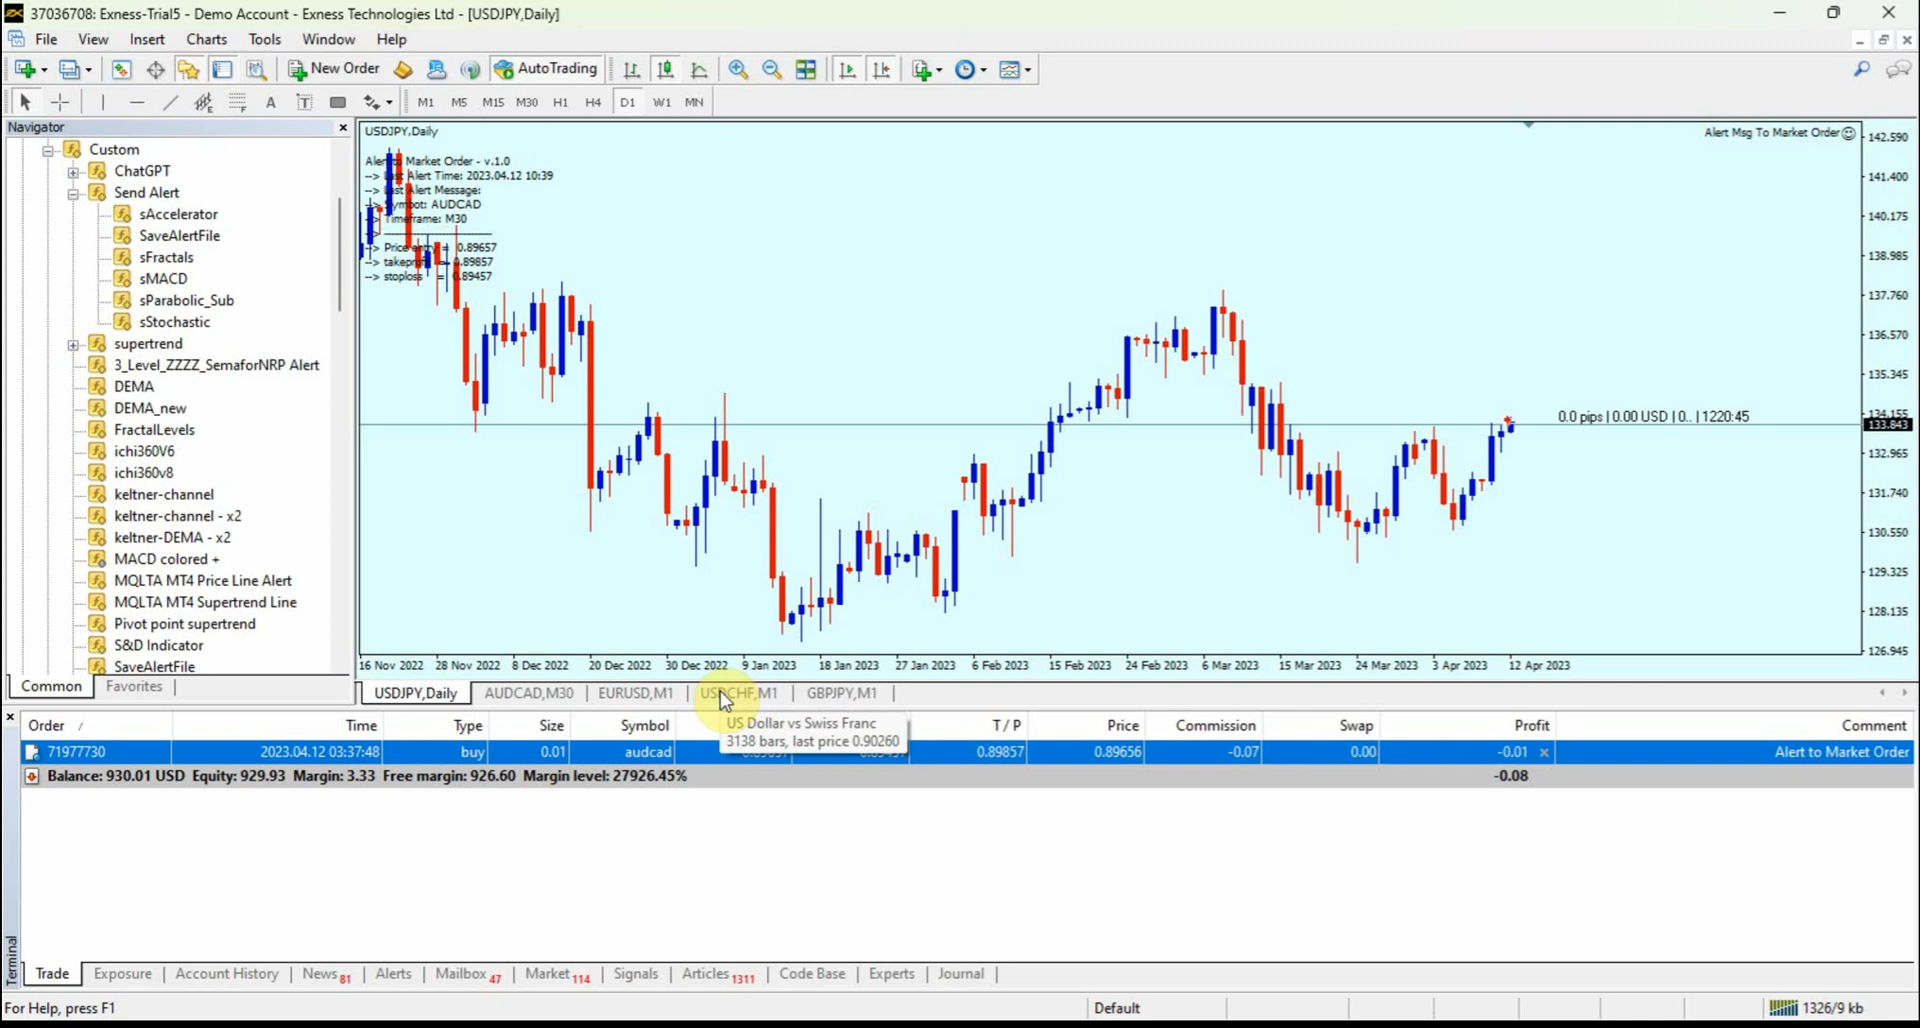 37036708: Exness-Trial5 - Demo Account - Exness Technologies Ltd - [USDJPY,Daily]
File View Insert Charts Tools Window Help
New Order AutoTrading
M1 M5 M15 M30 H1 H4 D1 W1 MN
Navigator
Custom
ChatGPT
Send Alert
sAccelerator
SaveAlertFile
sFractals
sMACD
sParabolic_Sub
sStochastic
supertrend
3_Level_ZZZZ_SemaforNRP Alert
DEMA
DEMA_new
FractalLevels
ichi360V6
ichi360v8
keltner-channel
keltner-channel - x2
keltner-DEMA - x2
MACD colored +
MQLTA MT4 Price Line Alert
MQLTA MT4 Supertrend Line
Pivot point supertrend
S&D Indicator
SaveAlertFile
Common Favorites
USDJPY,Daily
Alert Msg To Market Order
Alert to Market Order - v.1.0
--> Last Alert Time: 2023.04.12 10:39
--> Last Alert Message:
--> Symbol: AUDCAD
--> Timeframe: M30
--> Price entry = 0.89657
--> takeprofit = 0.89857
--> stoploss = 0.89457
0.0 pips | 0.00 USD | 0.. | 1220:45
142.590
141.400
140.175
138.985
137.760
136.570
135.345
134.155
133.843
132.965
131.740
130.550
129.325
128.135
126.945
16 Nov 2022 28 Nov 2022 8 Dec 2022 20 Dec 2022 30 Dec 2022 9 Jan 2023 18 Jan 2023 27 Jan 2023 6 Feb 2023 15 Feb 2023 24 Feb 2023 6 Mar 2023 15 Mar 2023 24 Mar 2023 3 Apr 2023 12 Apr 2023
USDJPY,Daily AUDCAD,M30 EURUSD,M1 USDCHF,M1 GBPJPY,M1
US Dollar vs Swiss Franc
3138 bars, last price 0.90260
Order / Time Type Size Symbol T / P Price Commission Swap Profit Comment
71977730 2023.04.12 03:37:48 buy 0.01 audcad 0.89857 0.89656 -0.07 0.00 -0.01 Alert to Market Order
Balance: 930.01 USD Equity: 929.93 Margin: 3.33 Free margin: 926.60 Margin level: 27926.45% -0.08
Terminal
Trade Exposure Account History News 81 Alerts Mailbox 47 Market 114 Signals Articles 1311 Code Base Experts Journal
For Help, press F1 Default 1326/9 kb